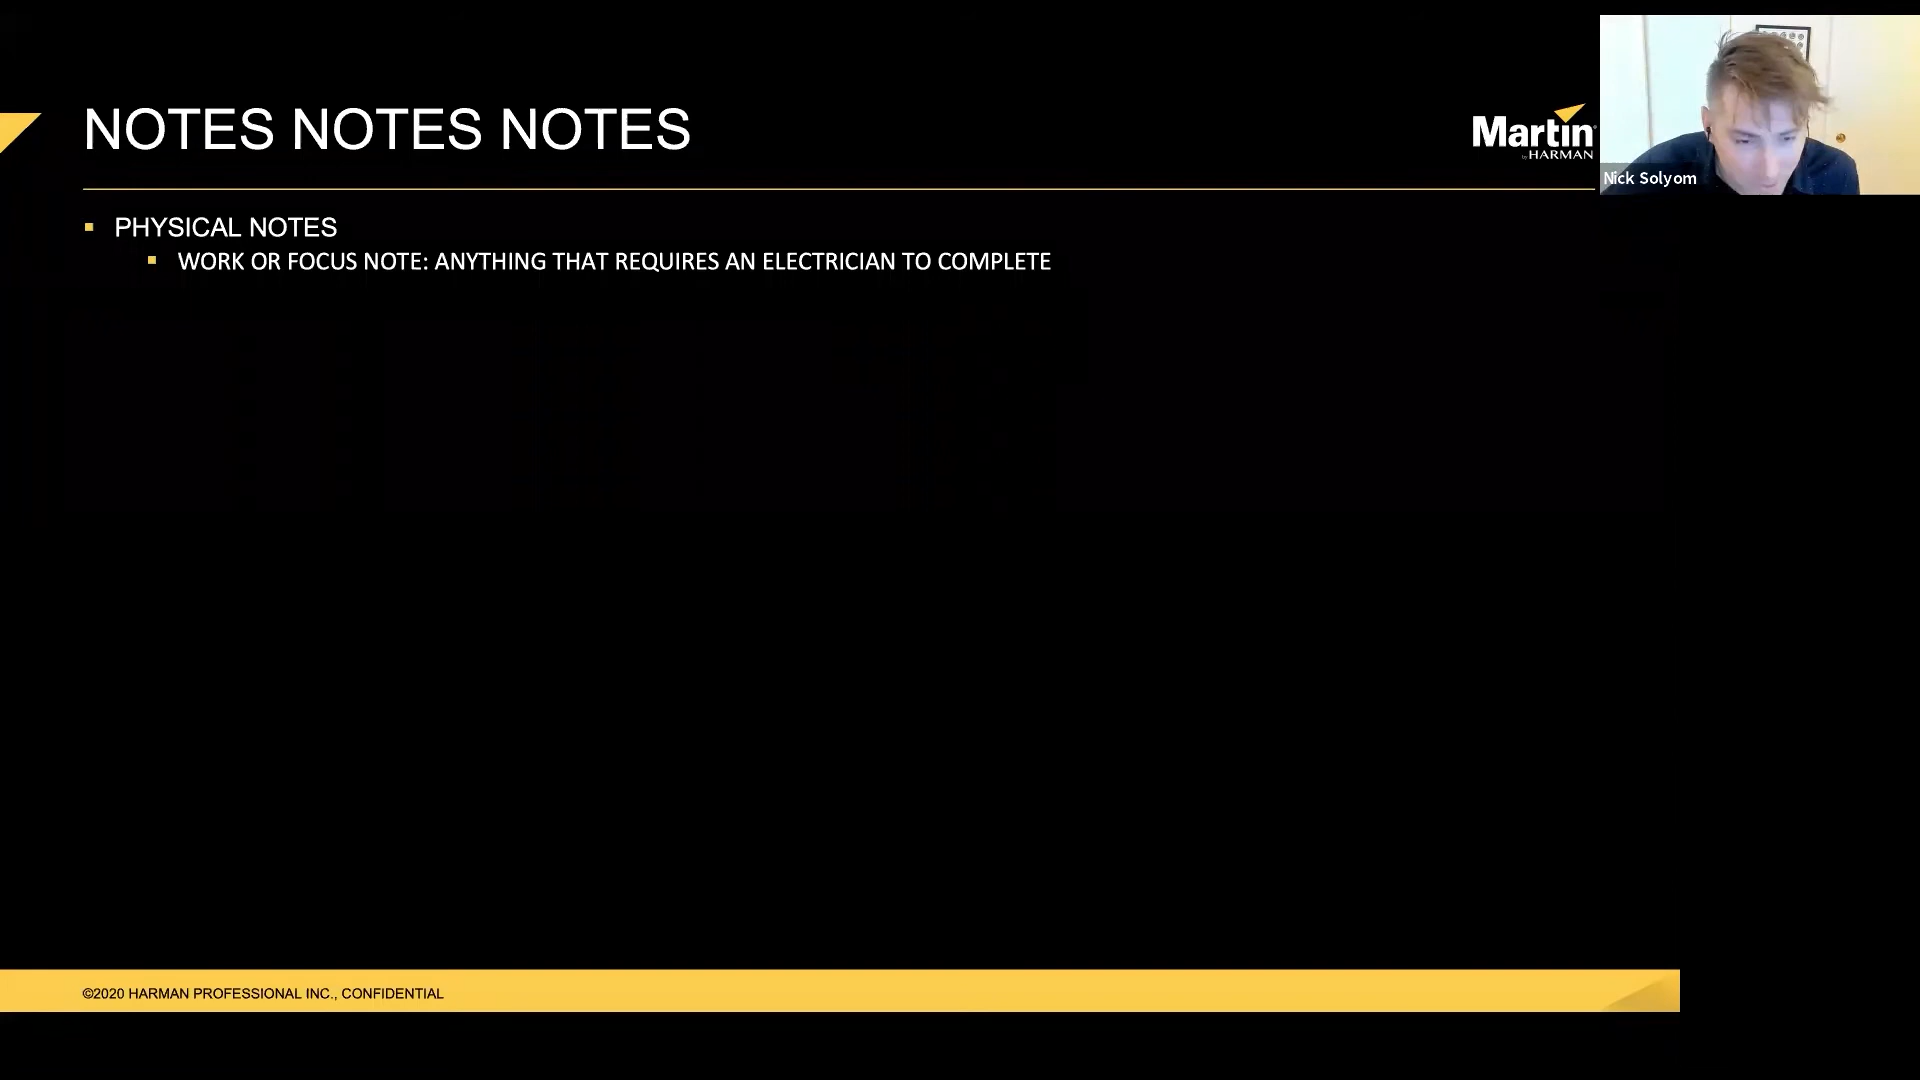 NOTES NOTES NOTES
Martin
by HARMAN
Nick Solyom
PHYSICAL NOTES
WORK OR FOCUS NOTE: ANYTHING THAT REQUIRES AN ELECTRICIAN TO COMPLETE
©2020 HARMAN PROFESSIONAL INC., CONFIDENTIAL